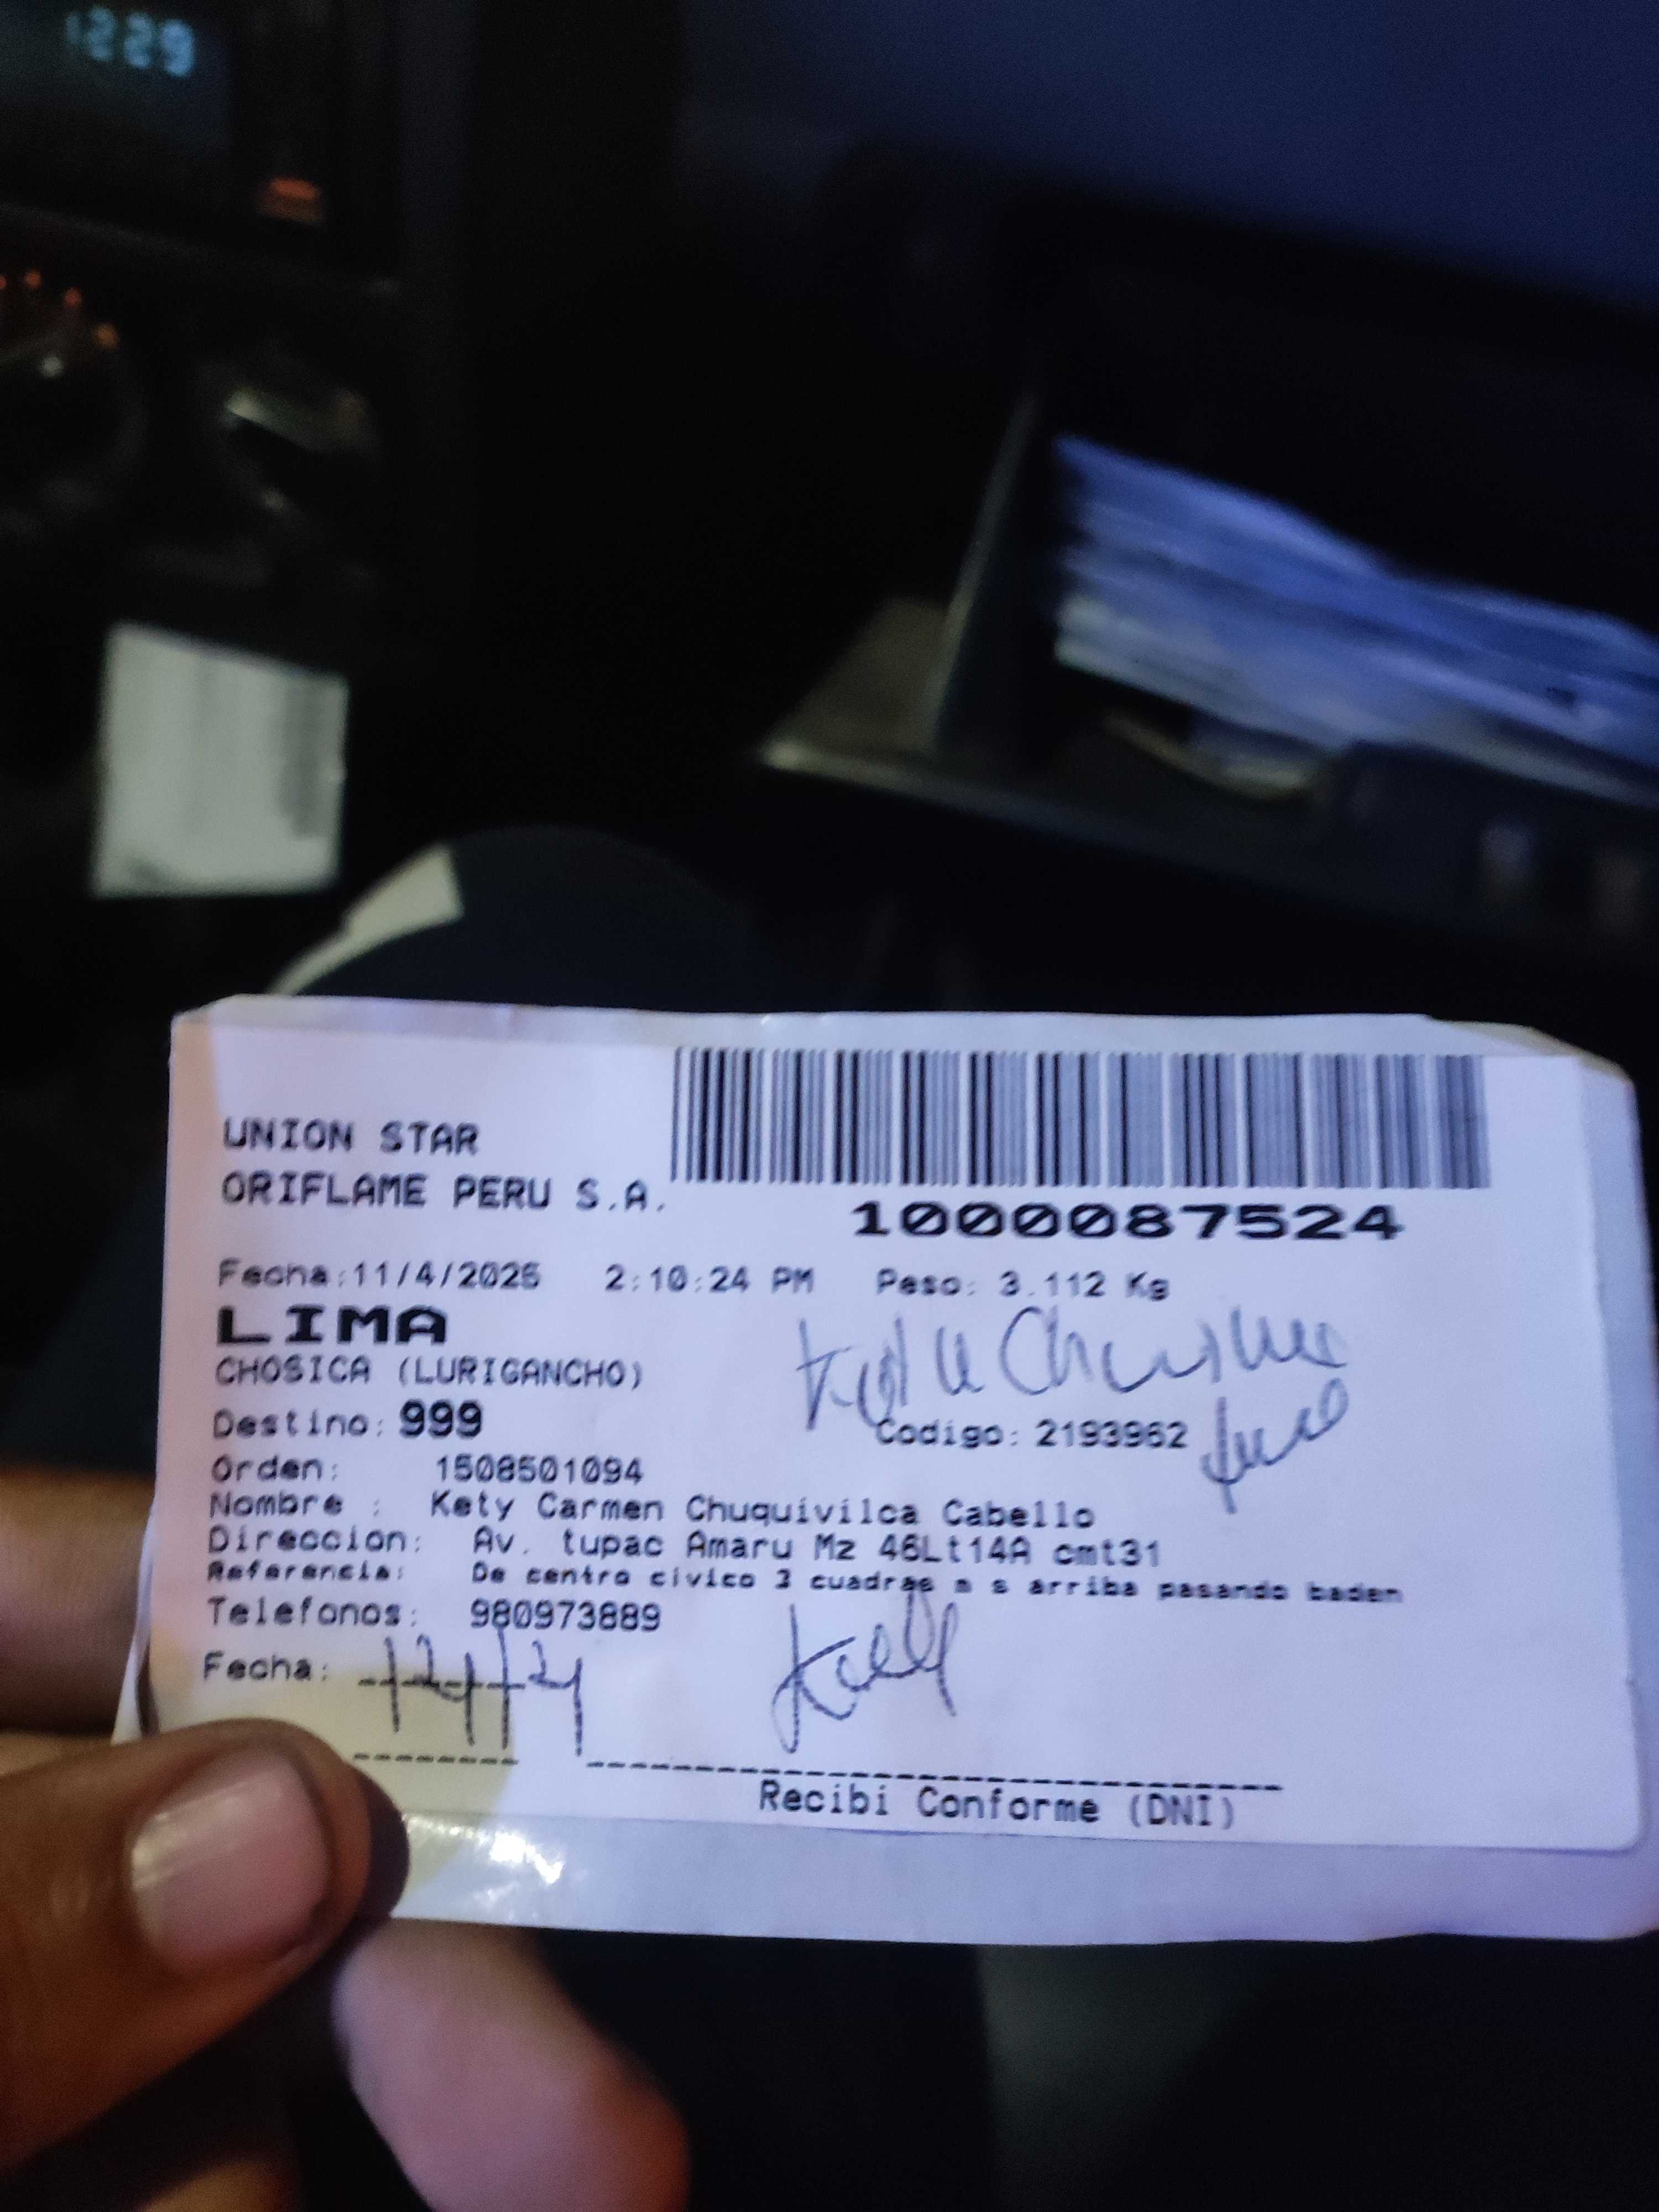 1229
UNION STAR
ORIFLAME PERU S.A.
1000087524
Fecha:11/4/2025 2:10:24 PM Peso: 3.112 Kg
LIMA
CHOSICA (LURIGANCHO)
Destino: 999
Codigo: 2193962
Orden: 1508501094
Nombre : Kety Carmen Chuquivilca Cabello
Direccion: Av. tupac Amaru Mz 46Lt14A cmt31
Referencia: De centro civico 3 cuadras m s arriba pasando baden
Telefonos: 980973889
Fecha:
Recibi Conforme (DNI)